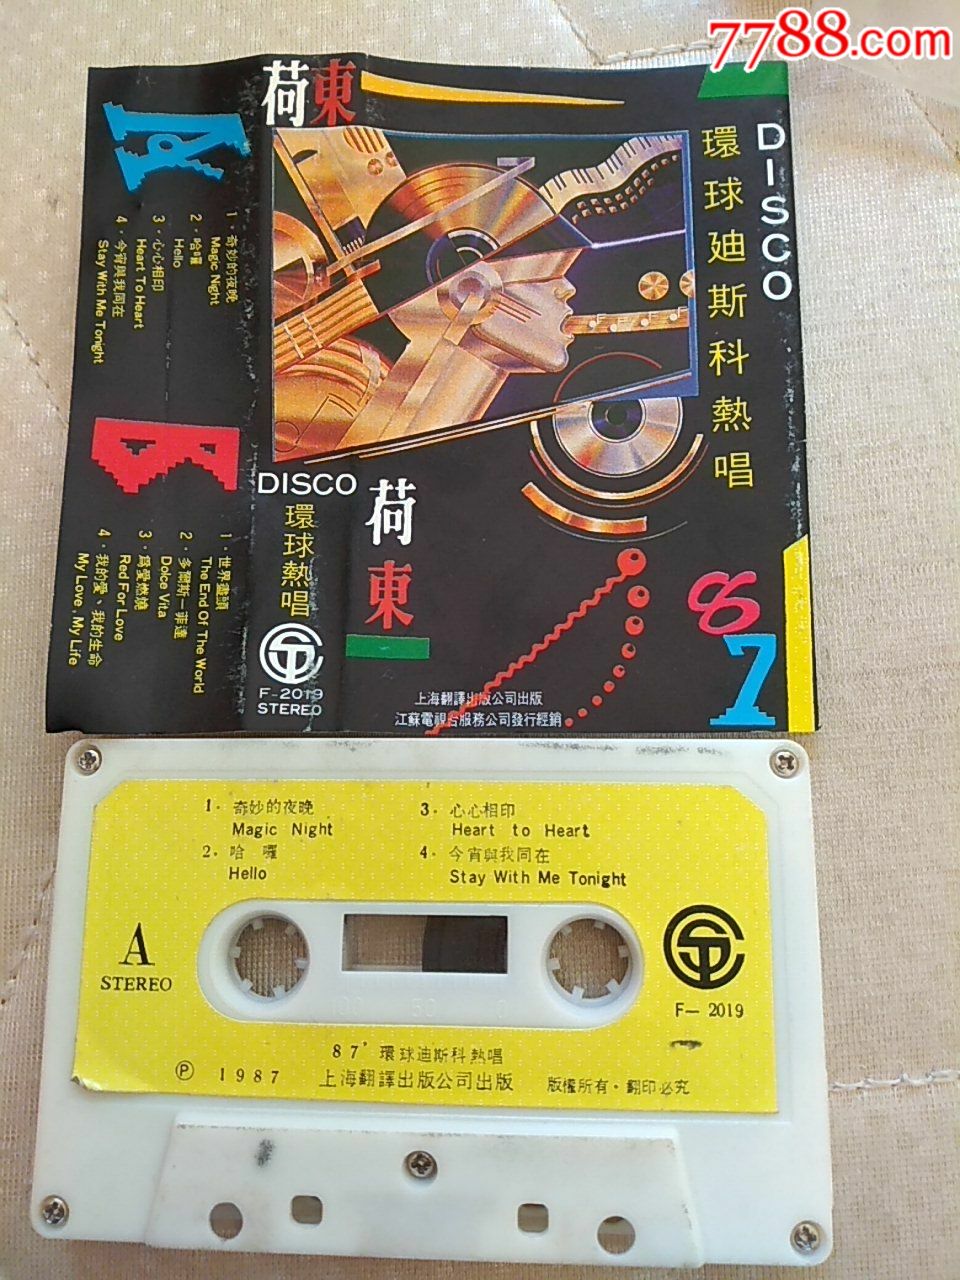 7788.com
荷東
DISCO
環球廸斯科熱唱
87
荷東
上海翻譯出版公司出版
江蘇電視台服務公司發行經銷
DISCO
環球熱唱
F-2019
STEREO
A
1·奇妙的夜晚
Magic Night
2·哈囉
Hello
3·心心相印
Heart To Heart
4·今宵與我同在
Stay With Me Tonight
B
1·世界盡頭
The End Of The World
2·多爾斯一菲達
Dolce Vita
3·爲愛燃燒
Red For Love
4·我的愛、我的生命
My Love, My Life
1· 奇妙的夜晚
Magic Night
2· 哈 囉
Hello
3· 心心相印
Heart to Heart
4· 今宵與我同在
Stay With Me Tonight
A
STEREO
F— 2019
100 50 0
87' 環球迪斯科熱唱
Ⓟ 1987 上海翻譯出版公司出版 版權所有·翻印必究